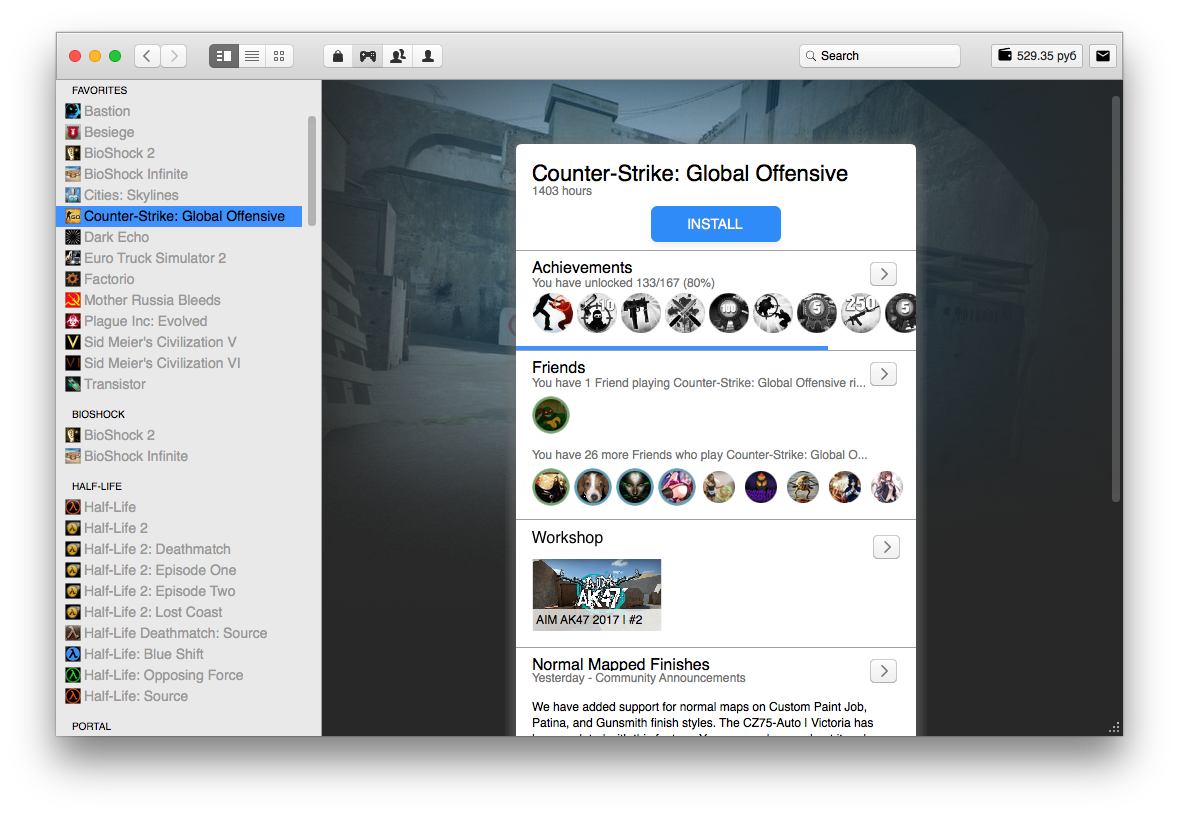 Search
529.35 руб
FAVORITES
Bastion
Besiege
BioShock 2
BioShock Infinite
Cities: Skylines
Counter-Strike: Global Offensive
Dark Echo
Euro Truck Simulator 2
Factorio
Mother Russia Bleeds
Plague Inc: Evolved
Sid Meier's Civilization V
Sid Meier's Civilization VI
Transistor
BIOSHOCK
BioShock 2
BioShock Infinite
HALF-LIFE
Half-Life
Half-Life 2
Half-Life 2: Deathmatch
Half-Life 2: Episode One
Half-Life 2: Episode Two
Half-Life 2: Lost Coast
Half-Life Deathmatch: Source
Half-Life: Blue Shift
Half-Life: Opposing Force
Half-Life: Source
PORTAL
Counter-Strike: Global Offensive
1403 hours
INSTALL
Achievements
You have unlocked 133/167 (80%)
10
100
5
250
5
Friends
You have 1 Friend playing Counter-Strike: Global Offensive ri...
You have 26 more Friends who play Counter-Strike: Global O...
Workshop
AK47
AIM AK47 2017 | #2
Normal Mapped Finishes
Yesterday - Community Announcements
We have added support for normal maps on Custom Paint Job,
Patina, and Gunsmith finish styles. The CZ75-Auto | Victoria has